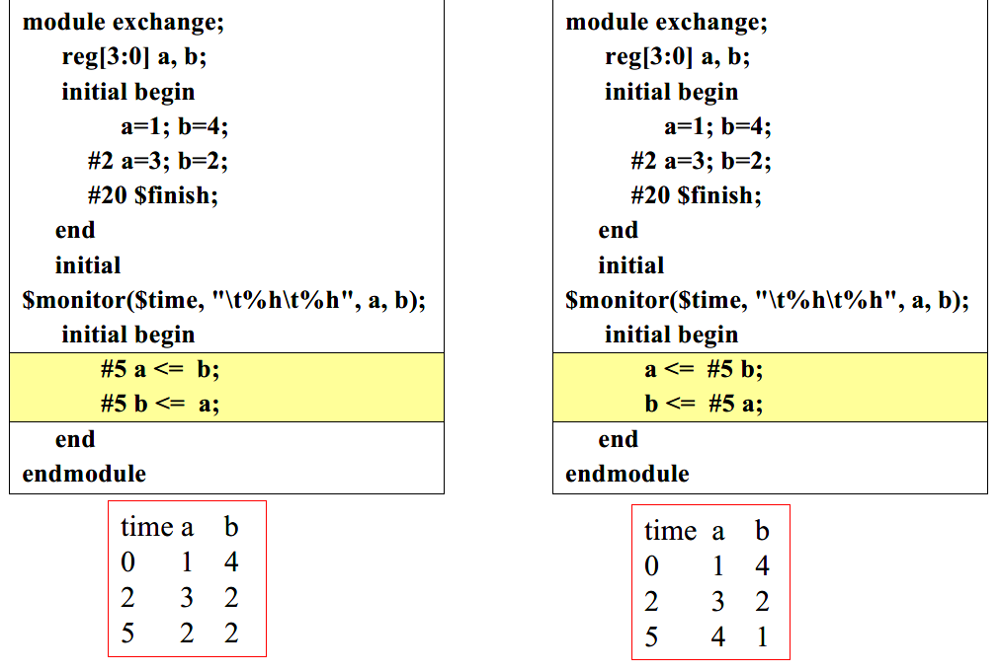 module exchange;
reg[3:0] a, b;
initial begin
a=1; b=4;
#2 a=3; b=2;
#20 $finish;
end
initial
$monitor($time, "\t%h\t%h", a, b);
initial begin
#5 a <= b;
#5 b <= a;
end
endmodule
time a b
0 1 4
2 3 2
5 2 2
module exchange;
reg[3:0] a, b;
initial begin
a=1; b=4;
#2 a=3; b=2;
#20 $finish;
end
initial
$monitor($time, "\t%h\t%h", a, b);
initial begin
a <= #5 b;
b <= #5 a;
end
endmodule
time a b
0 1 4
2 3 2
5 4 1